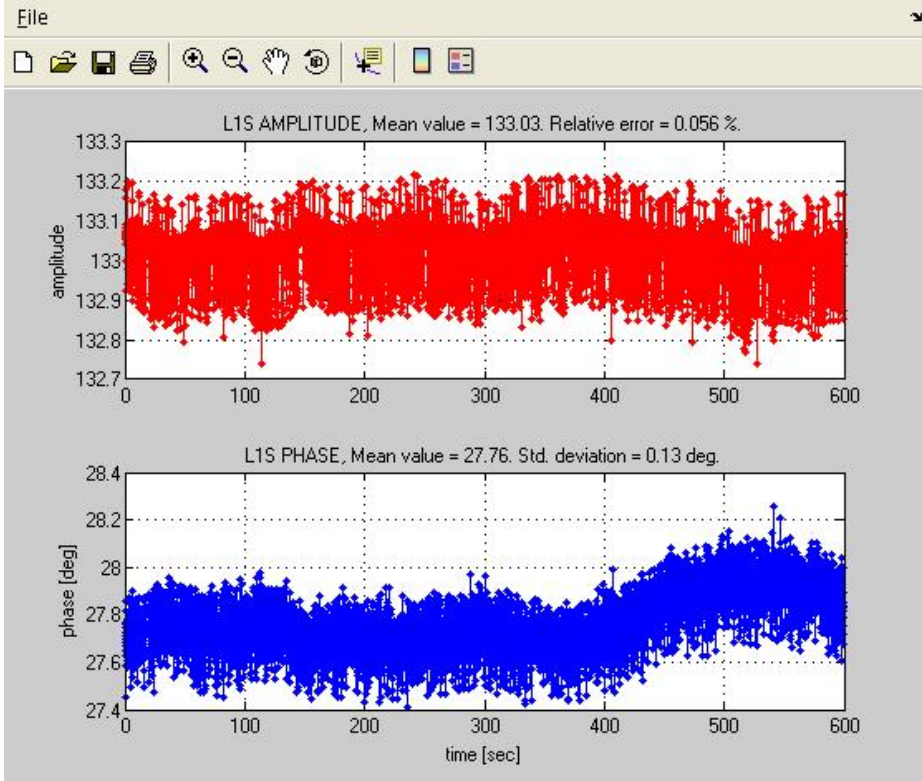 File
L1S AMPLITUDE, Mean value = 133.03. Relative error = 0.056 %.
133.3
133.2
133.1
133
132.9
132.8
132.7
amplitude
0 100 200 300 400 500 600
L1S PHASE, Mean value = 27.76. Std. deviation = 0.13 deg.
28.4
28.2
28
27.8
27.6
27.4
phase [deg]
0 100 200 300 400 500 600
time [sec]